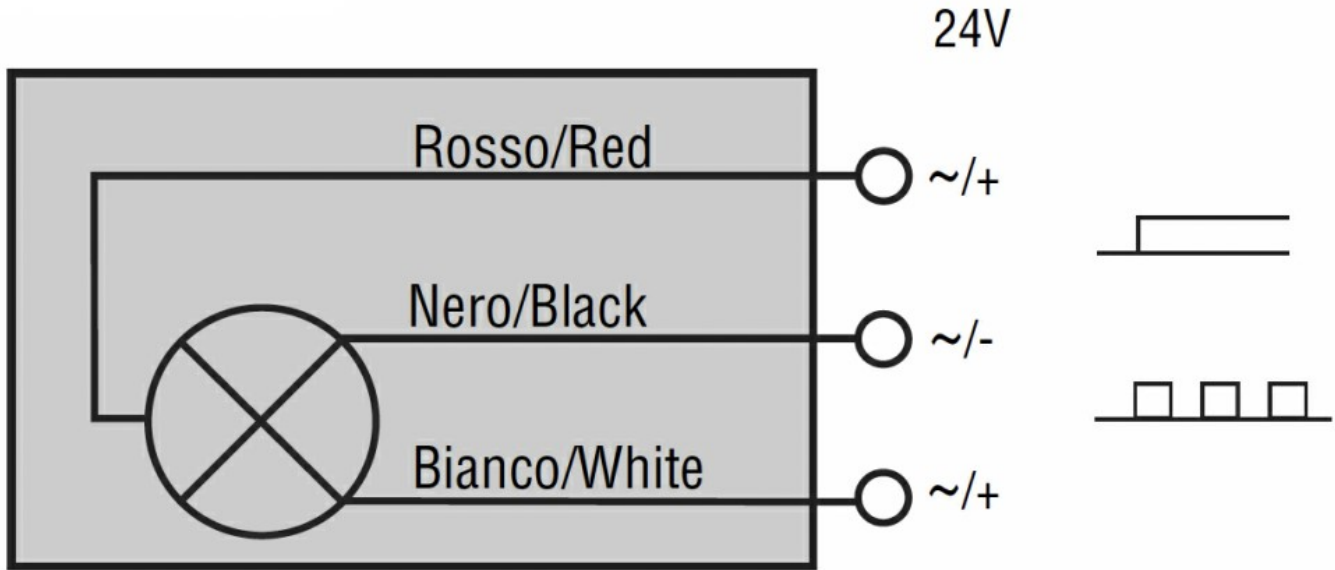 24V
Rosso/Red
~/+
Nero/Black
~/-
Bianco/White
~/+